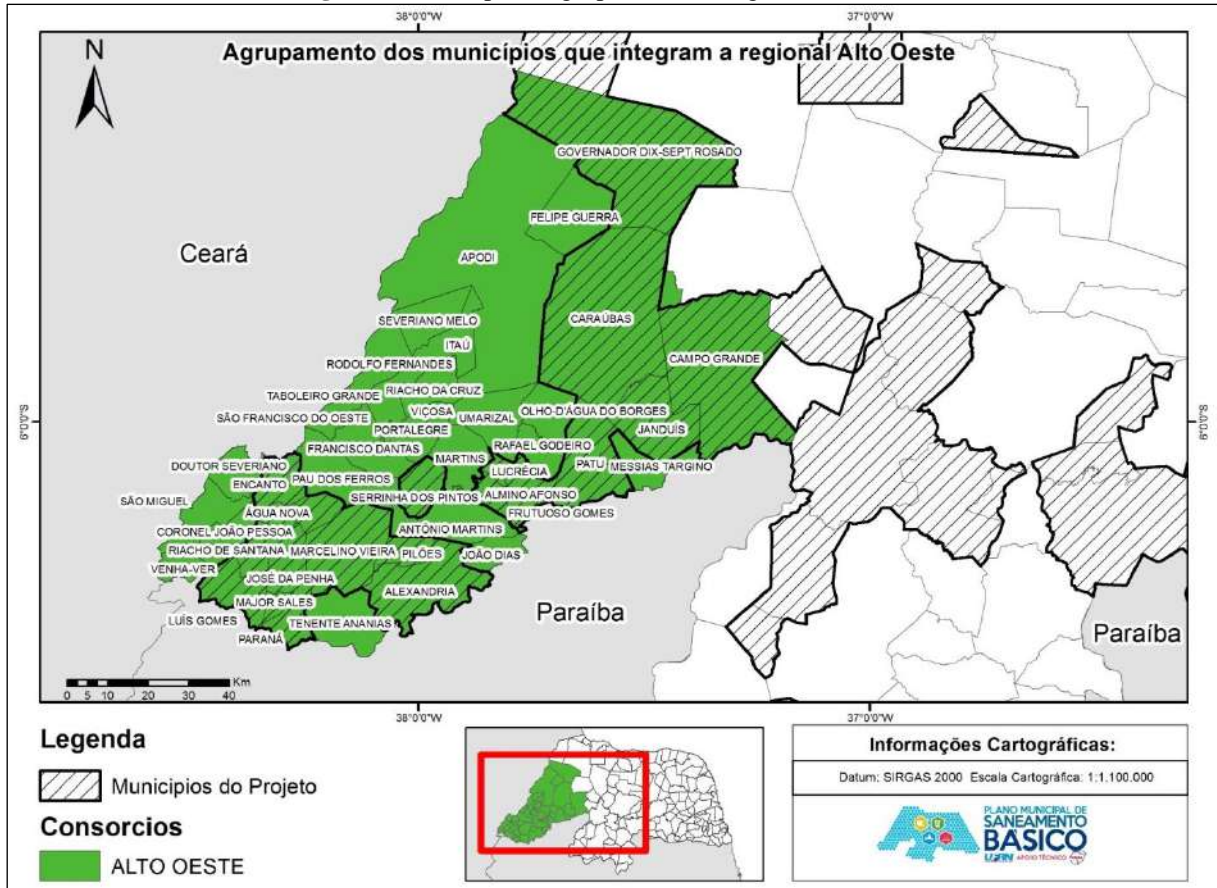 38°0'0"W
37°0'0"W
N
Agrupamento dos municípios que integram a regional Alto Oeste
GOVERNADOR DIX-SEPT ROSADO
FELIPE GUERRA
Ceará
APODI
SEVERIANO MELO
CARAÚBAS
ITAÚ
CAMPO GRANDE
RODOLFO FERNANDES
RIACHO DA CRUZ
TABOLEIRO GRANDE
VIÇOSA
OLHO-D'ÁGUA DO BORGES
SÃO FRANCISCO DO OESTE
UMARIZAL
6°0'0"S
6°0'0"S
PORTALEGRE
JANDUÍS
FRANCISCO DANTAS
RAFAEL GODEIRO
MARTINS
DOUTOR SEVERIANO
LUCRÉCIA
PATU
MESSIAS TARGINO
ENCANTO
PAU DOS FERROS
SÃO MIGUEL
SERRINHA DOS PINTOS
ALMINO AFONSO
ÁGUA NOVA
FRUTUOSO GOMES
CORONEL JOÃO PESSOA
ANTÔNIO MARTINS
RIACHO DE SANTANA
MARCELINO VIEIRA
PILÕES
JOÃO DIAS
VENHA-VER
JOSÉ DA PENHA
ALEXANDRIA
MAJOR SALES
Paraíba
LUÍS GOMES
TENENTE ANANIAS
PARANÁ
Paraíba
Km
0 5 10 20 30 40
38°0'0"W
37°0'0"W
Legenda
Municipios do Projeto
Consorcios
ALTO OESTE
Informações Cartográficas:
Datum: SIRGAS 2000 Escala Cartográfica: 1:1.100.000
PLANO MUNICIPAL DE
SANEAMENTO
BÁSICO
UFRN APOIO TÉCNICO